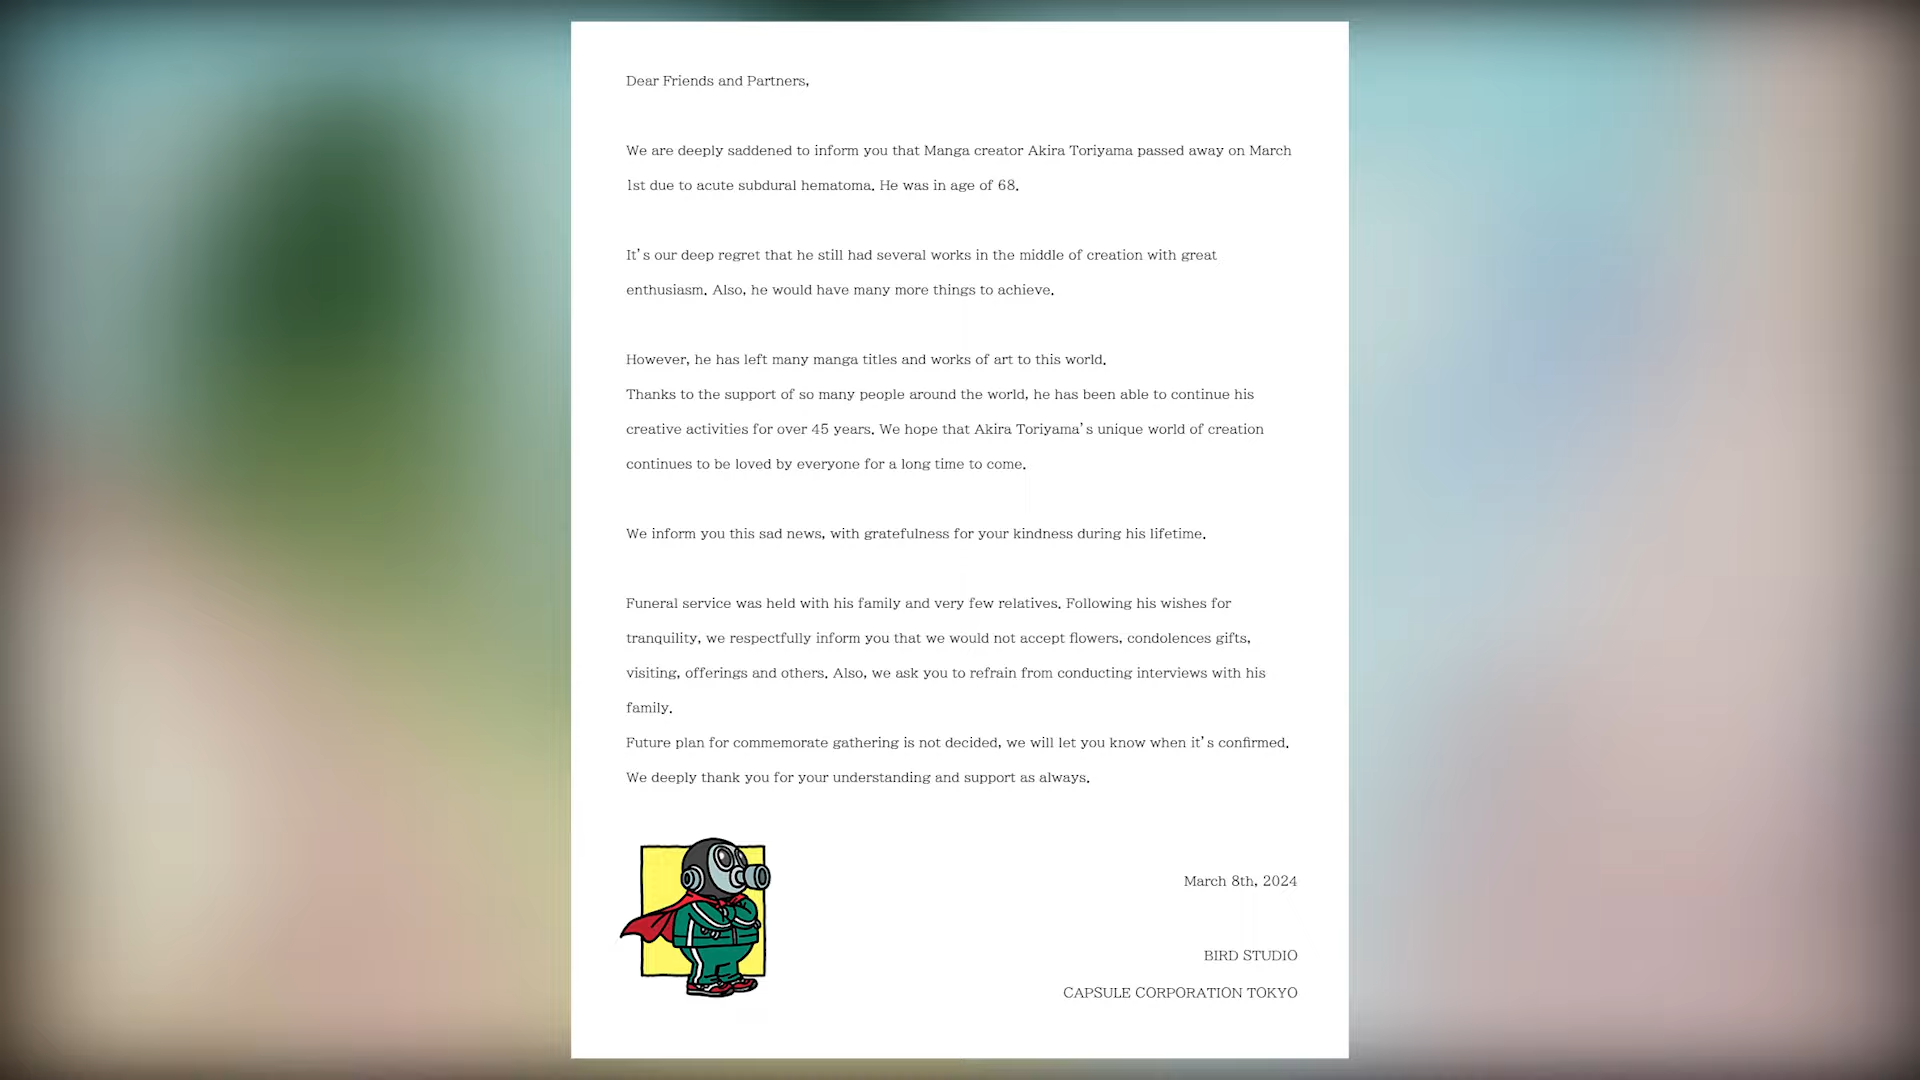 Dear Friends and Partners,
We are deeply saddened to inform you that Manga creator Akira Toriyama passed away on March
1st due to acute subdural hematoma. He was in age of 68.
It's our deep regret that he still had several works in the middle of creation with great
enthusiasm. Also, he would have many more things to achieve.
However, he has left many manga titles and works of art to this world.
Thanks to the support of so many people around the world, he has been able to continue his
creative activities for over 45 years. We hope that Akira Toriyama's unique world of creation
continues to be loved by everyone for a long time to come.
We inform you this sad news, with gratefulness for your kindness during his lifetime.
Funeral service was held with his family and very few relatives. Following his wishes for
tranquility, we respectfully inform you that we would not accept flowers, condolences gifts,
visiting, offerings and others. Also, we ask you to refrain from conducting interviews with his
family.
Future plan for commemorate gathering is not decided, we will let you know when it's confirmed.
We deeply thank you for your understanding and support as always.
March 8th, 2024
BIRD STUDIO
CAPSULE CORPORATION TOKYO